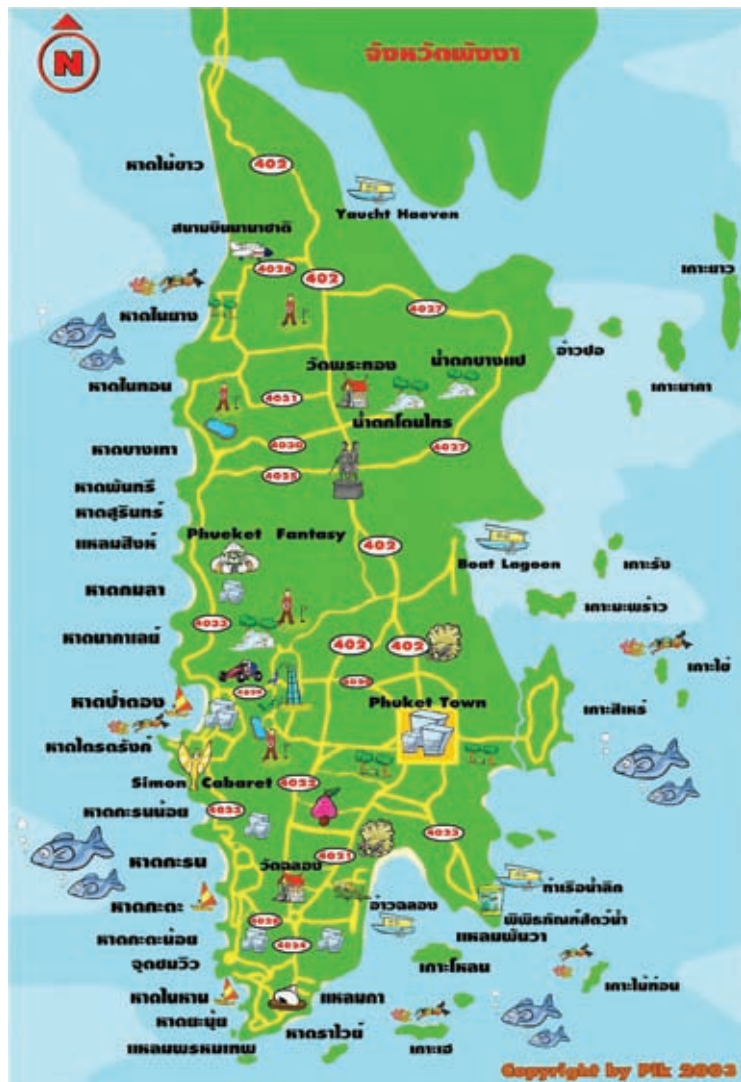 N
จังหวัดพังงา
402
หาดไม้ขาว
Yaucht Haeven
สนามบินนานาชาติ
4026
402
เกาะนาว
4027
หาดในยาง
อ่าวปอ
วัดพระทอง
น้ำตกบางแป
หาดในทอน
เกาะนาคา
4031
น้ำตกโตนไทร
4030
4027
หาดบางเทา
4025
หาดพันทรี
หาดสุรินทร์
แหลมสิงห์
Phueket Fantasy
402
Boat Lagoon
เกาะรัง
หาดกมลา
เกาะมะพร้าว
4033
หาดนาคาเลย์
402
402
เกาะไข่
หาดป่าตอง
Phuket Town
เกาะสิเหร่
หาดไตรตรังค์
Simon Cabaret
4022
หาดกะรนน้อย
4233
4023
หาดกะรน
วัดฉลอง
4021
ท่าเรือน้ำลึก
หาดกะตะ
อ่าวฉลอง
พิพิธภัณฑ์สัตว์น้ำ
แหลมพันวา
หาดกะตะน้อย
4024
จุดชมวิว
เกาะโหลน
เกาะไม้ท่อน
หาดในหาน
แหลมกา
หาดยะนุ้ย
หาดราไวย์
แหลมพรหมเทพ
เกาะเฮ
Copyright by Pik 2003